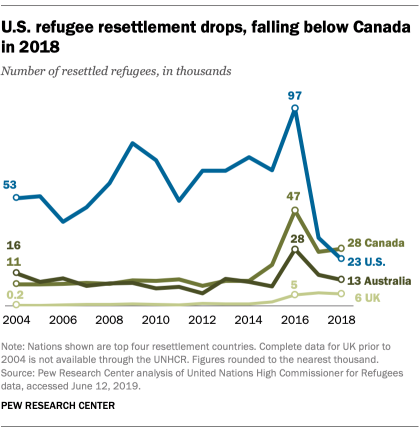 U.S. refugee resettlement drops, falling below Canada
in 2018
Number of resettled refugees, in thousands
97
53
47
28 Canada
16
28
23 U.S.
11
13 Australia
0.2
5
6 UK
2004 2006 2008 2010 2012 2014 2016 2018
Note: Nations shown are top four resettlement countries. Complete data for UK prior to
2004 is not available through the UNHCR. Figures rounded to the nearest thousand.
Source: Pew Research Center analysis of United Nations High Commissioner for Refugees
data, accessed June 12, 2019.
PEW RESEARCH CENTER